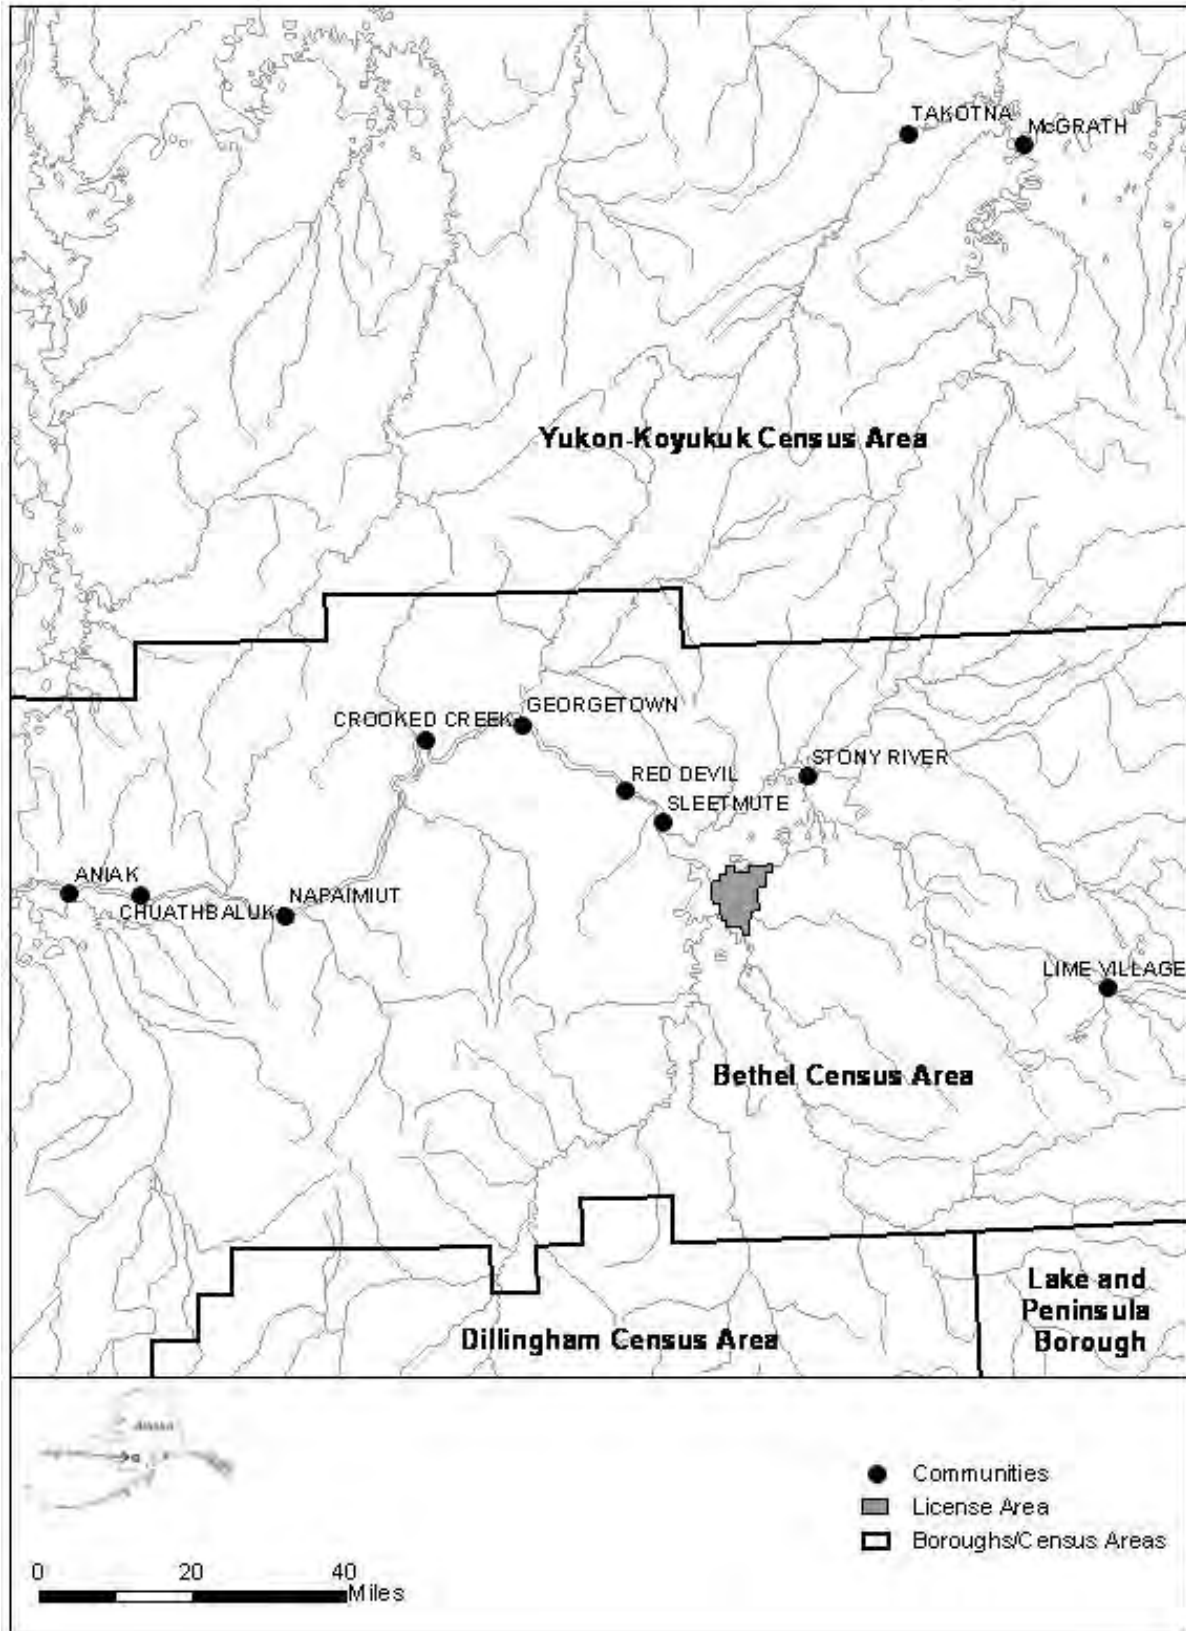 TAKOTNA
McGRATH
Yukon-Koyukuk Census Area
GEORGETOWN
CROOKED CREEK
STONY RIVER
RED DEVIL
SLEETMUTE
ANIAK
CHUATHBALUK
NAPAIMIUT
LIME VILLAGE
Bethel Census Area
Lake and
Peninsula
Borough
Dillingham Census Area
Communities
License Area
Boroughs/Census Areas
0 20 40
Miles